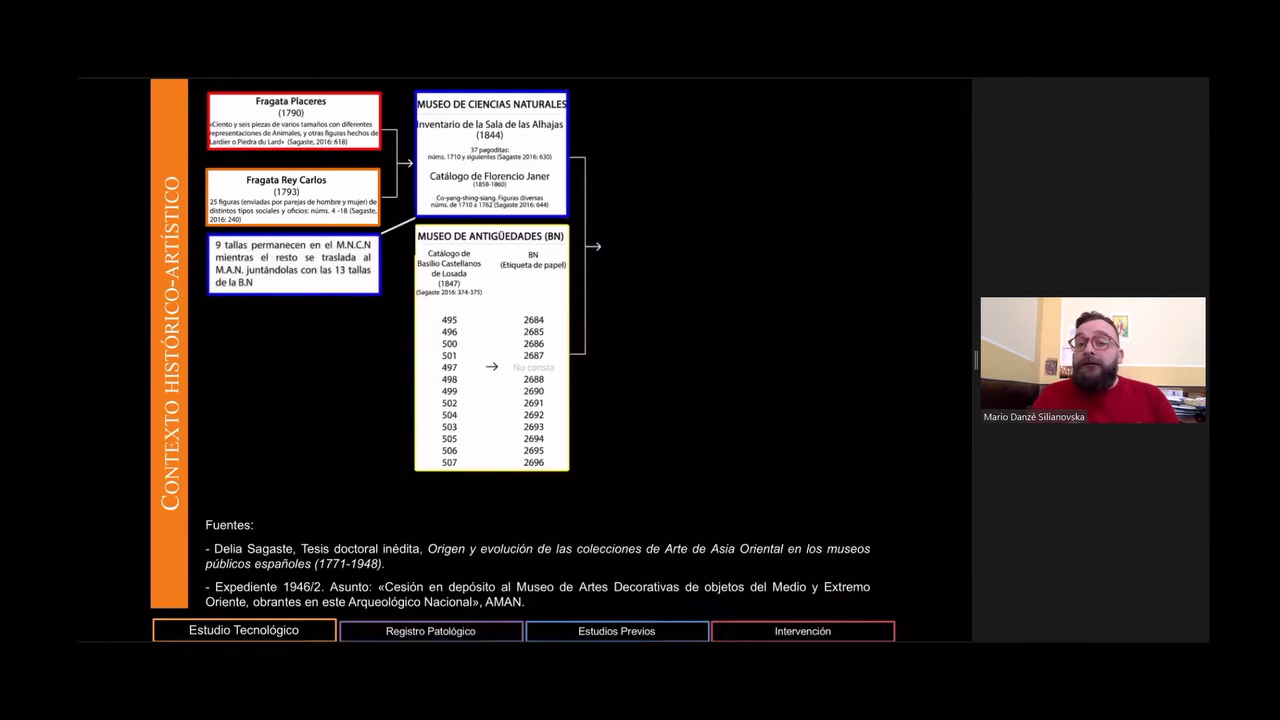 CONTEXTO HISTÓRICO-ARTÍSTICO
Fragata Placeres
(1790)
«Ciento y seis piezas de varios tamaños con diferentes
representaciones de Animales, y otras figuras hechos de
Lardier o Piedra du Lard» (Sagaste, 2016: 618)
Fragata Rey Carlos
(1793)
25 figuras (enviadas por parejas de hombre y mujer) de
distintos tipos sociales y oficios: núms. 4 -18 (Sagaste,
2016: 240)
9 tallas permanecen en el M.N.C.N
mientras el resto se traslada al
M.A.N. juntándolas con las 13 tallas
de la B.N
MUSEO DE CIENCIAS NATURALES
Inventario de la Sala de las Alhajas
(1844)
37 pagoditas:
núms. 1710 y siguientes (Sagaste 2016: 630)
Catálogo de Florencio Janer
(1858-1860)
Co-yang-shing-siang. Figuras diversas
núms. de 1710 a 1762 (Sagaste 2016: 644)
MUSEO DE ANTIGÜEDADES (BN)
Catálogo de
Basilio Castellanos
de Losada
(1847)
(Sagaste 2016: 374-375)
BN
(Etiqueta de papel)
495 2684
496 2685
500 2686
501 2687
497 → No consta
498 2688
499 2690
502 2691
504 2692
503 2693
505 2694
506 2695
507 2696
Fuentes:
- Delia Sagaste, Tesis doctoral inédita, Origen y evolución de las colecciones de Arte de Asia Oriental en los museos
públicos españoles (1771-1948).
- Expediente 1946/2. Asunto: «Cesión en depósito al Museo de Artes Decorativas de objetos del Medio y Extremo
Oriente, obrantes en este Arqueológico Nacional», AMAN.
Estudio Tecnológico
Registro Patológico
Estudios Previos
Intervención
Mario Danzè Silianovska